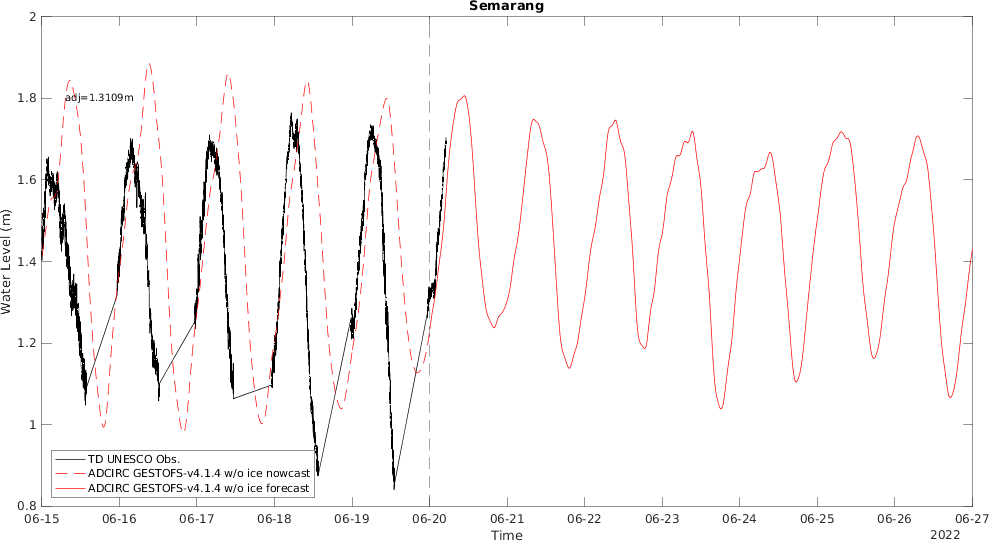 Semarang
Water Level (m)
2
1.8
1.6
1.4
1.2
1
0.8
adj=1.3109m
TD UNESCO Obs.
ADCIRC GESTOFS-v4.1.4 w/o ice nowcast
ADCIRC GESTOFS-v4.1.4 w/o ice forecast
06-15 06-16 06-17 06-18 06-19 06-20 06-21 06-22 06-23 06-24 06-25 06-26 06-27
Time
2022